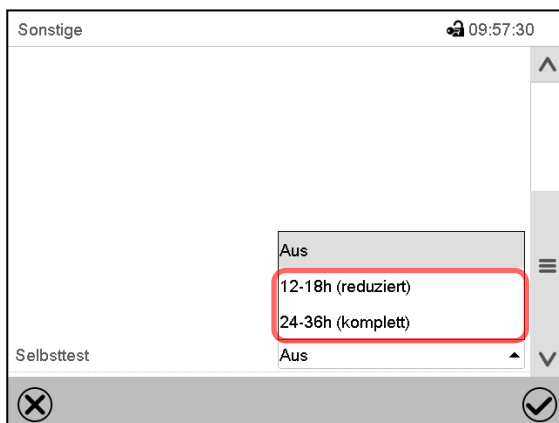 Sonstige 09:57:30
Aus
12-18h (reduziert)
24-36h (komplett)
Selbsttest Aus